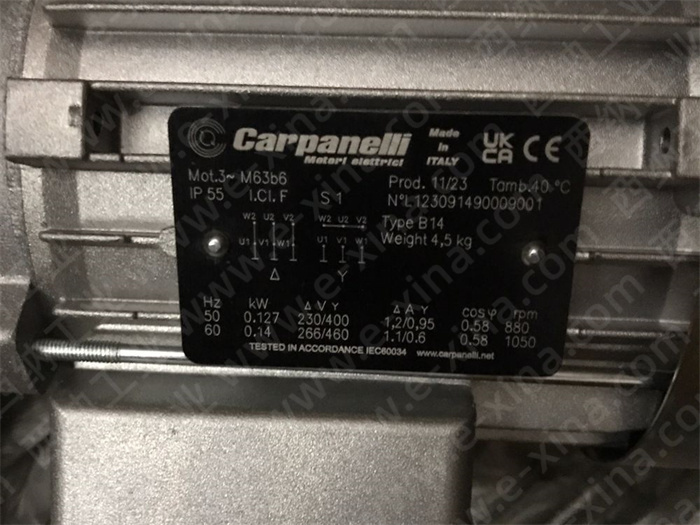 Carpanelli
Motori elettrici
Made
in
ITALY
UK
CA CE
Mot.3~ M63b6
Prod. 11/23 Tamb.40 °C
IP 55 I.Cl. F S 1
N°L123091490009001
W2 U2 V2 W2 U2 V2
Type B14
U1 V1 W1 U1 V1 W1
Weight 4,5 kg
Δ Y
Hz kW Δ V Y Δ A Y cos φ rpm
50 0.127 230/400 1,2/0,95 0.58 880
60 0.14 266/460 1.1/0.6 0.58 1050
TESTED IN ACCORDANCE IEC60034 www.carpanelli.net
www.e-xina.com